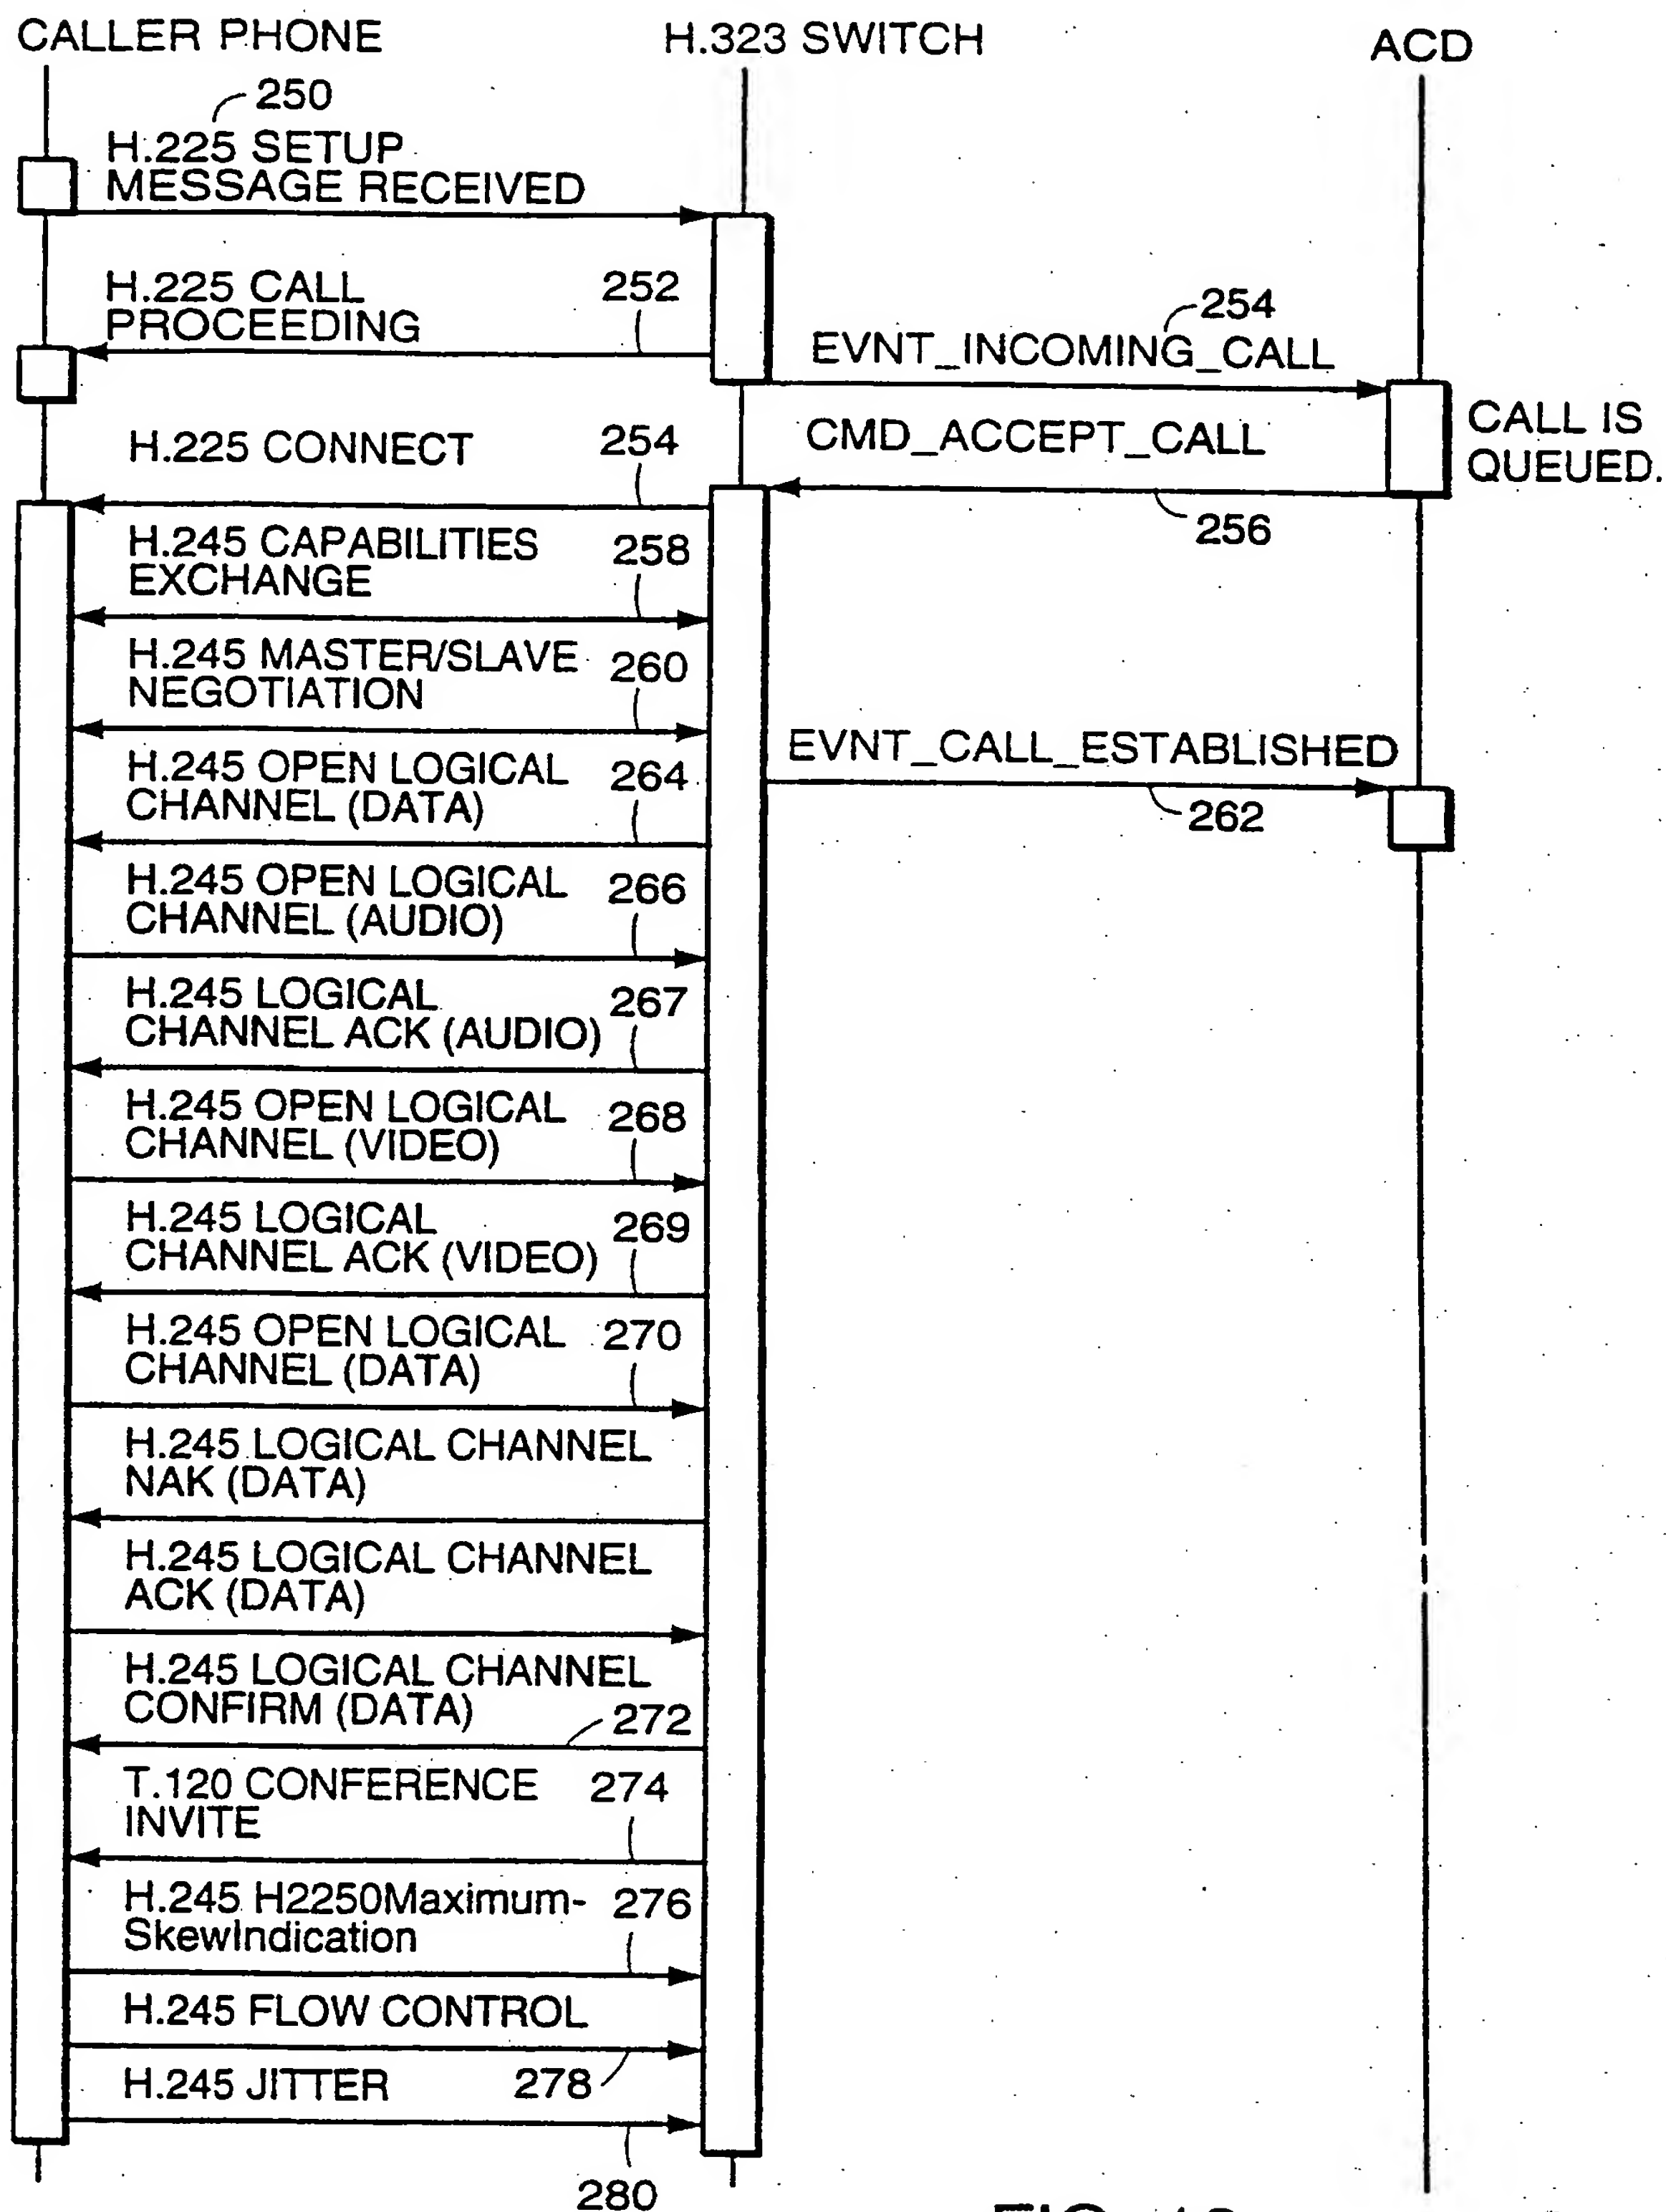 CALLER PHONE
H.323 SWITCH
ACD
250
H.225 SETUP
MESSAGE RECEIVED
H.225 CALL
PROCEEDING
252
254
EVNT_INCOMING_CALL
CALL IS
QUEUED.
H.225 CONNECT
254
CMD_ACCEPT_CALL
256
H.245 CAPABILITIES
EXCHANGE
258
H.245 MASTER/SLAVE
NEGOTIATION
260
EVNT_CALL_ESTABLISHED
262
H.245 OPEN LOGICAL
CHANNEL (DATA)
264
H.245 OPEN LOGICAL
CHANNEL (AUDIO)
266
H.245 LOGICAL
CHANNEL ACK (AUDIO)
267
H.245 OPEN LOGICAL
CHANNEL (VIDEO)
268
H.245 LOGICAL
CHANNEL ACK (VIDEO)
269
H.245 OPEN LOGICAL
CHANNEL (DATA)
270
H.245 LOGICAL CHANNEL
NAK (DATA)
H.245 LOGICAL CHANNEL
ACK (DATA)
H.245 LOGICAL CHANNEL
CONFIRM (DATA)
272
T.120 CONFERENCE
INVITE
274
H.245 H2250Maximum-
SkewIndication
276
H.245 FLOW CONTROL
278
H.245 JITTER
280